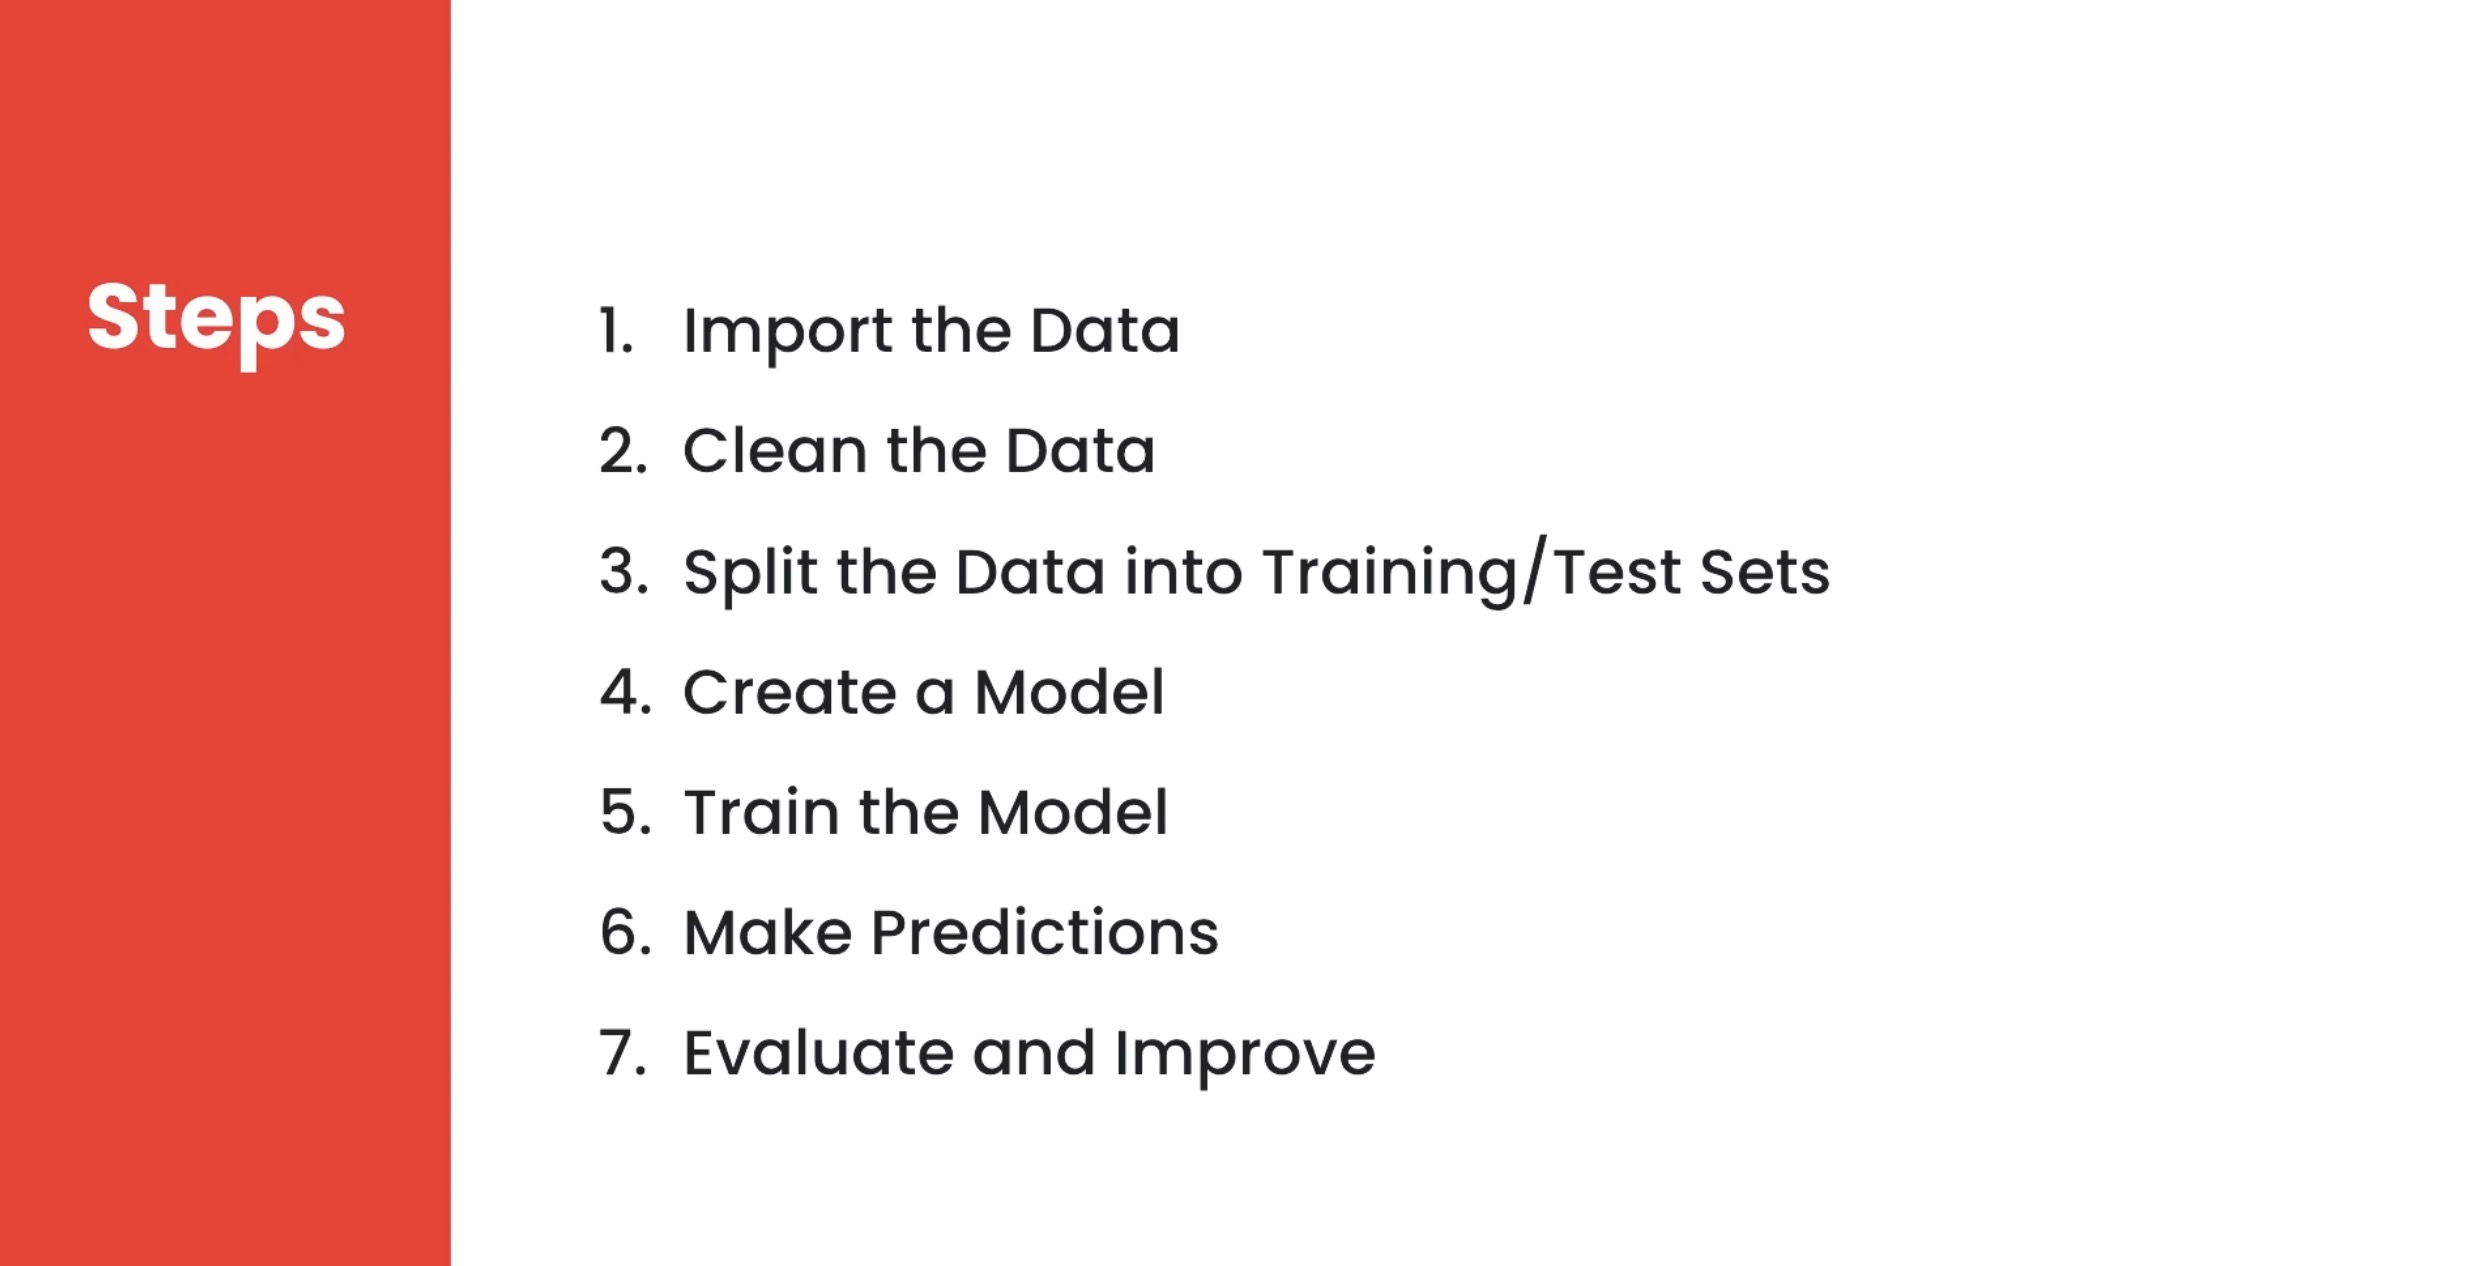 Steps
1. Import the Data
2. Clean the Data
3. Split the Data into Training/Test Sets
4. Create a Model
5. Train the Model
6. Make Predictions
7. Evaluate and Improve